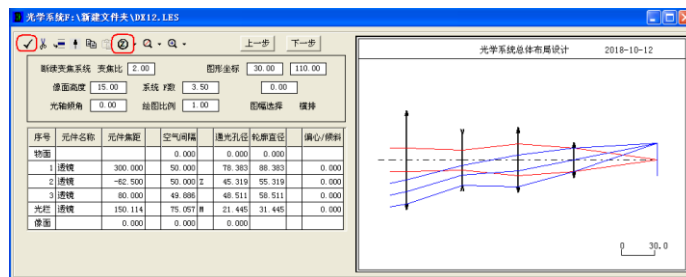 光学系统F:\新建文件夹\DX12.LES
上一步 下一步
断续变焦系统 变焦比 2.00 图形坐标 30.00 110.00
像面高度 15.00 系统 F数 3.50 0.00
光轴倾角 0.00 绘图比例 1.00 图幅选择 横排
序号 元件名称 元件焦距 空气间隔 通光孔径 轮廓直径 偏心/倾斜
物面 0.000 0.000 0.000
1 透镜 300.000 50.000 78.383 88.383 0.000
2 透镜 -62.500 50.000 Z 45.319 55.319 0.000
3 透镜 80.000 49.886 48.511 58.511 0.000
光栏 透镜 150.114 75.057 M 21.445 31.445 0.000
像面 0.000 0.000 0.000
光学系统总体布局设计 2018-10-12
0 30.0